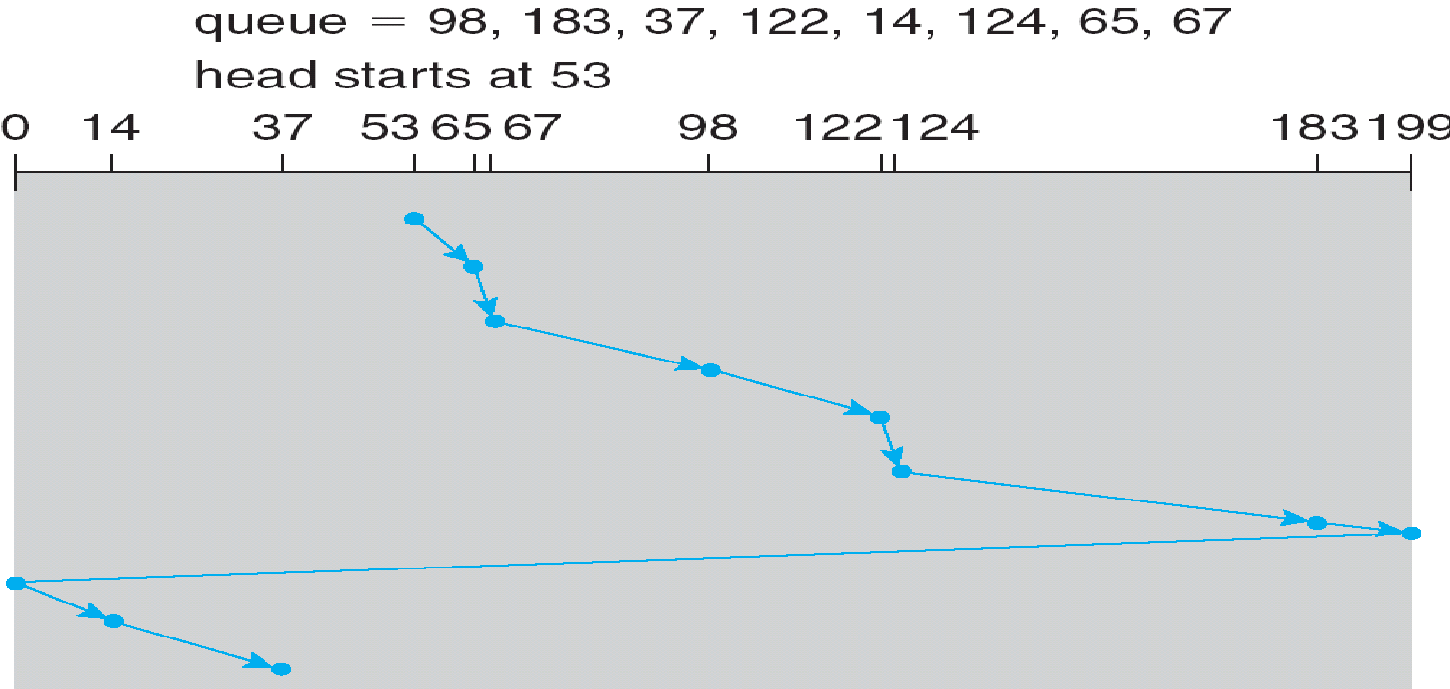 queue = 98, 183, 37, 122, 14, 124, 65, 67
head starts at 53
0 14 37 53 65 67 98 122 124 183 199